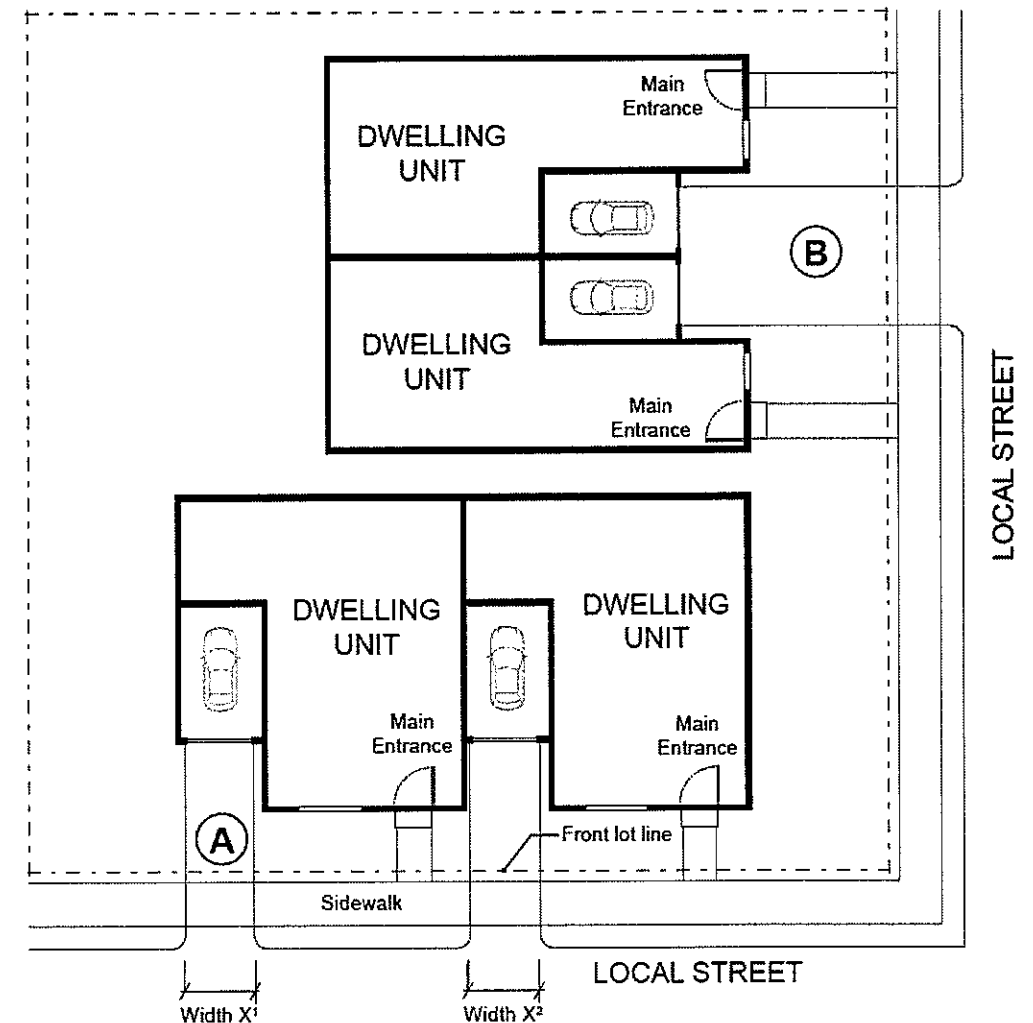 Main
Entrance
DWELLING
UNIT
B
DWELLING
UNIT
Main
Entrance
LOCAL STREET
DWELLING
UNIT
DWELLING
UNIT
Main
Entrance
Main
Entrance
A
Front lot line
Sidewalk
LOCAL STREET
Width X¹
Width X²